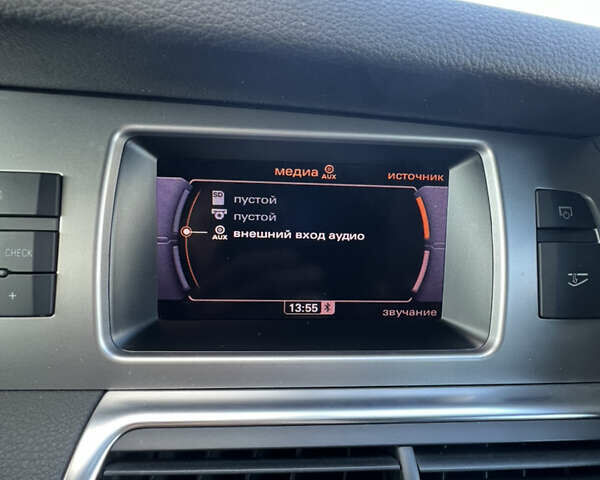 медиа AUX
источник
SD пустой
пустой
AUX внешний вход аудио
13:55
звучание
CHECK
+